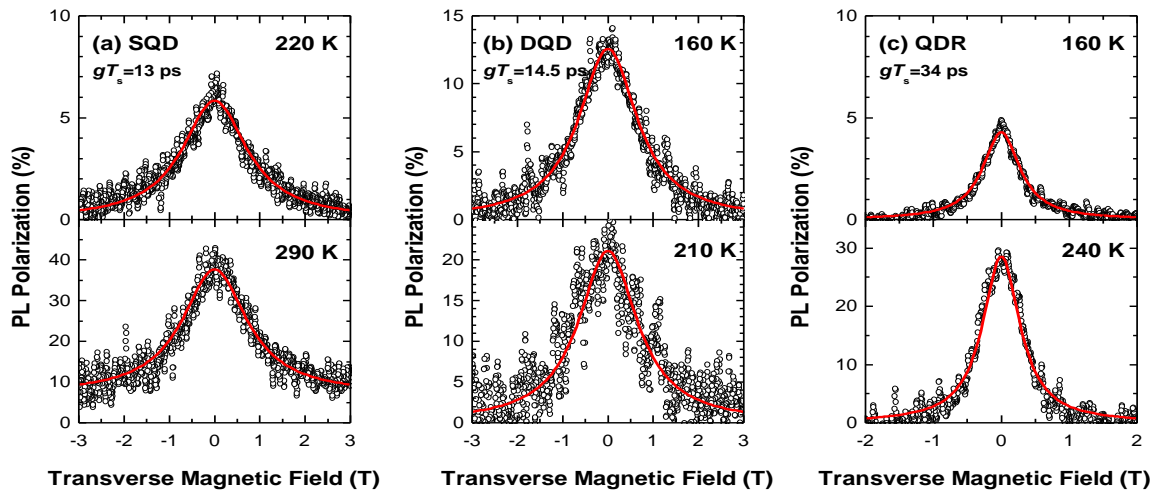 (a) SQD 220 K
gTs=13 ps
10
5
0
290 K
40
30
20
10
0
-3 -2 -1 0 1 2 3
PL Polarization (%)
Transverse Magnetic Field (T)
(b) DQD 160 K
gTs=14.5 ps
15
10
5
0
210 K
20
15
10
5
0
-3 -2 -1 0 1 2 3
PL Polarization (%)
Transverse Magnetic Field (T)
(c) QDR 160 K
gTs=34 ps
10
5
0
240 K
30
20
10
0
-2 -1 0 1 2
PL Polarization (%)
Transverse Magnetic Field (T)